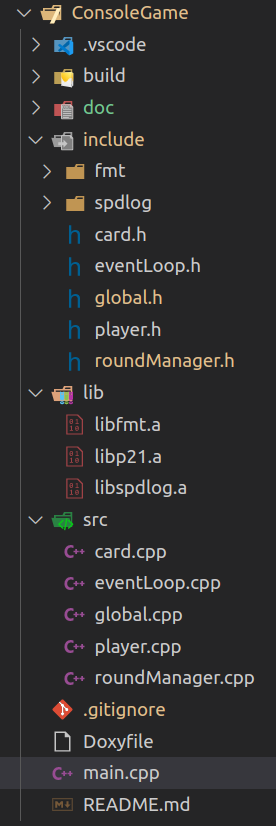 ConsoleGame
.vscode
build
doc
include
fmt
spdlog
card.h
eventLoop.h
global.h
player.h
roundManager.h
lib
libfmt.a
libp21.a
libspdlog.a
src
card.cpp
eventLoop.cpp
global.cpp
player.cpp
roundManager.cpp
.gitignore
Doxyfile
main.cpp
README.md